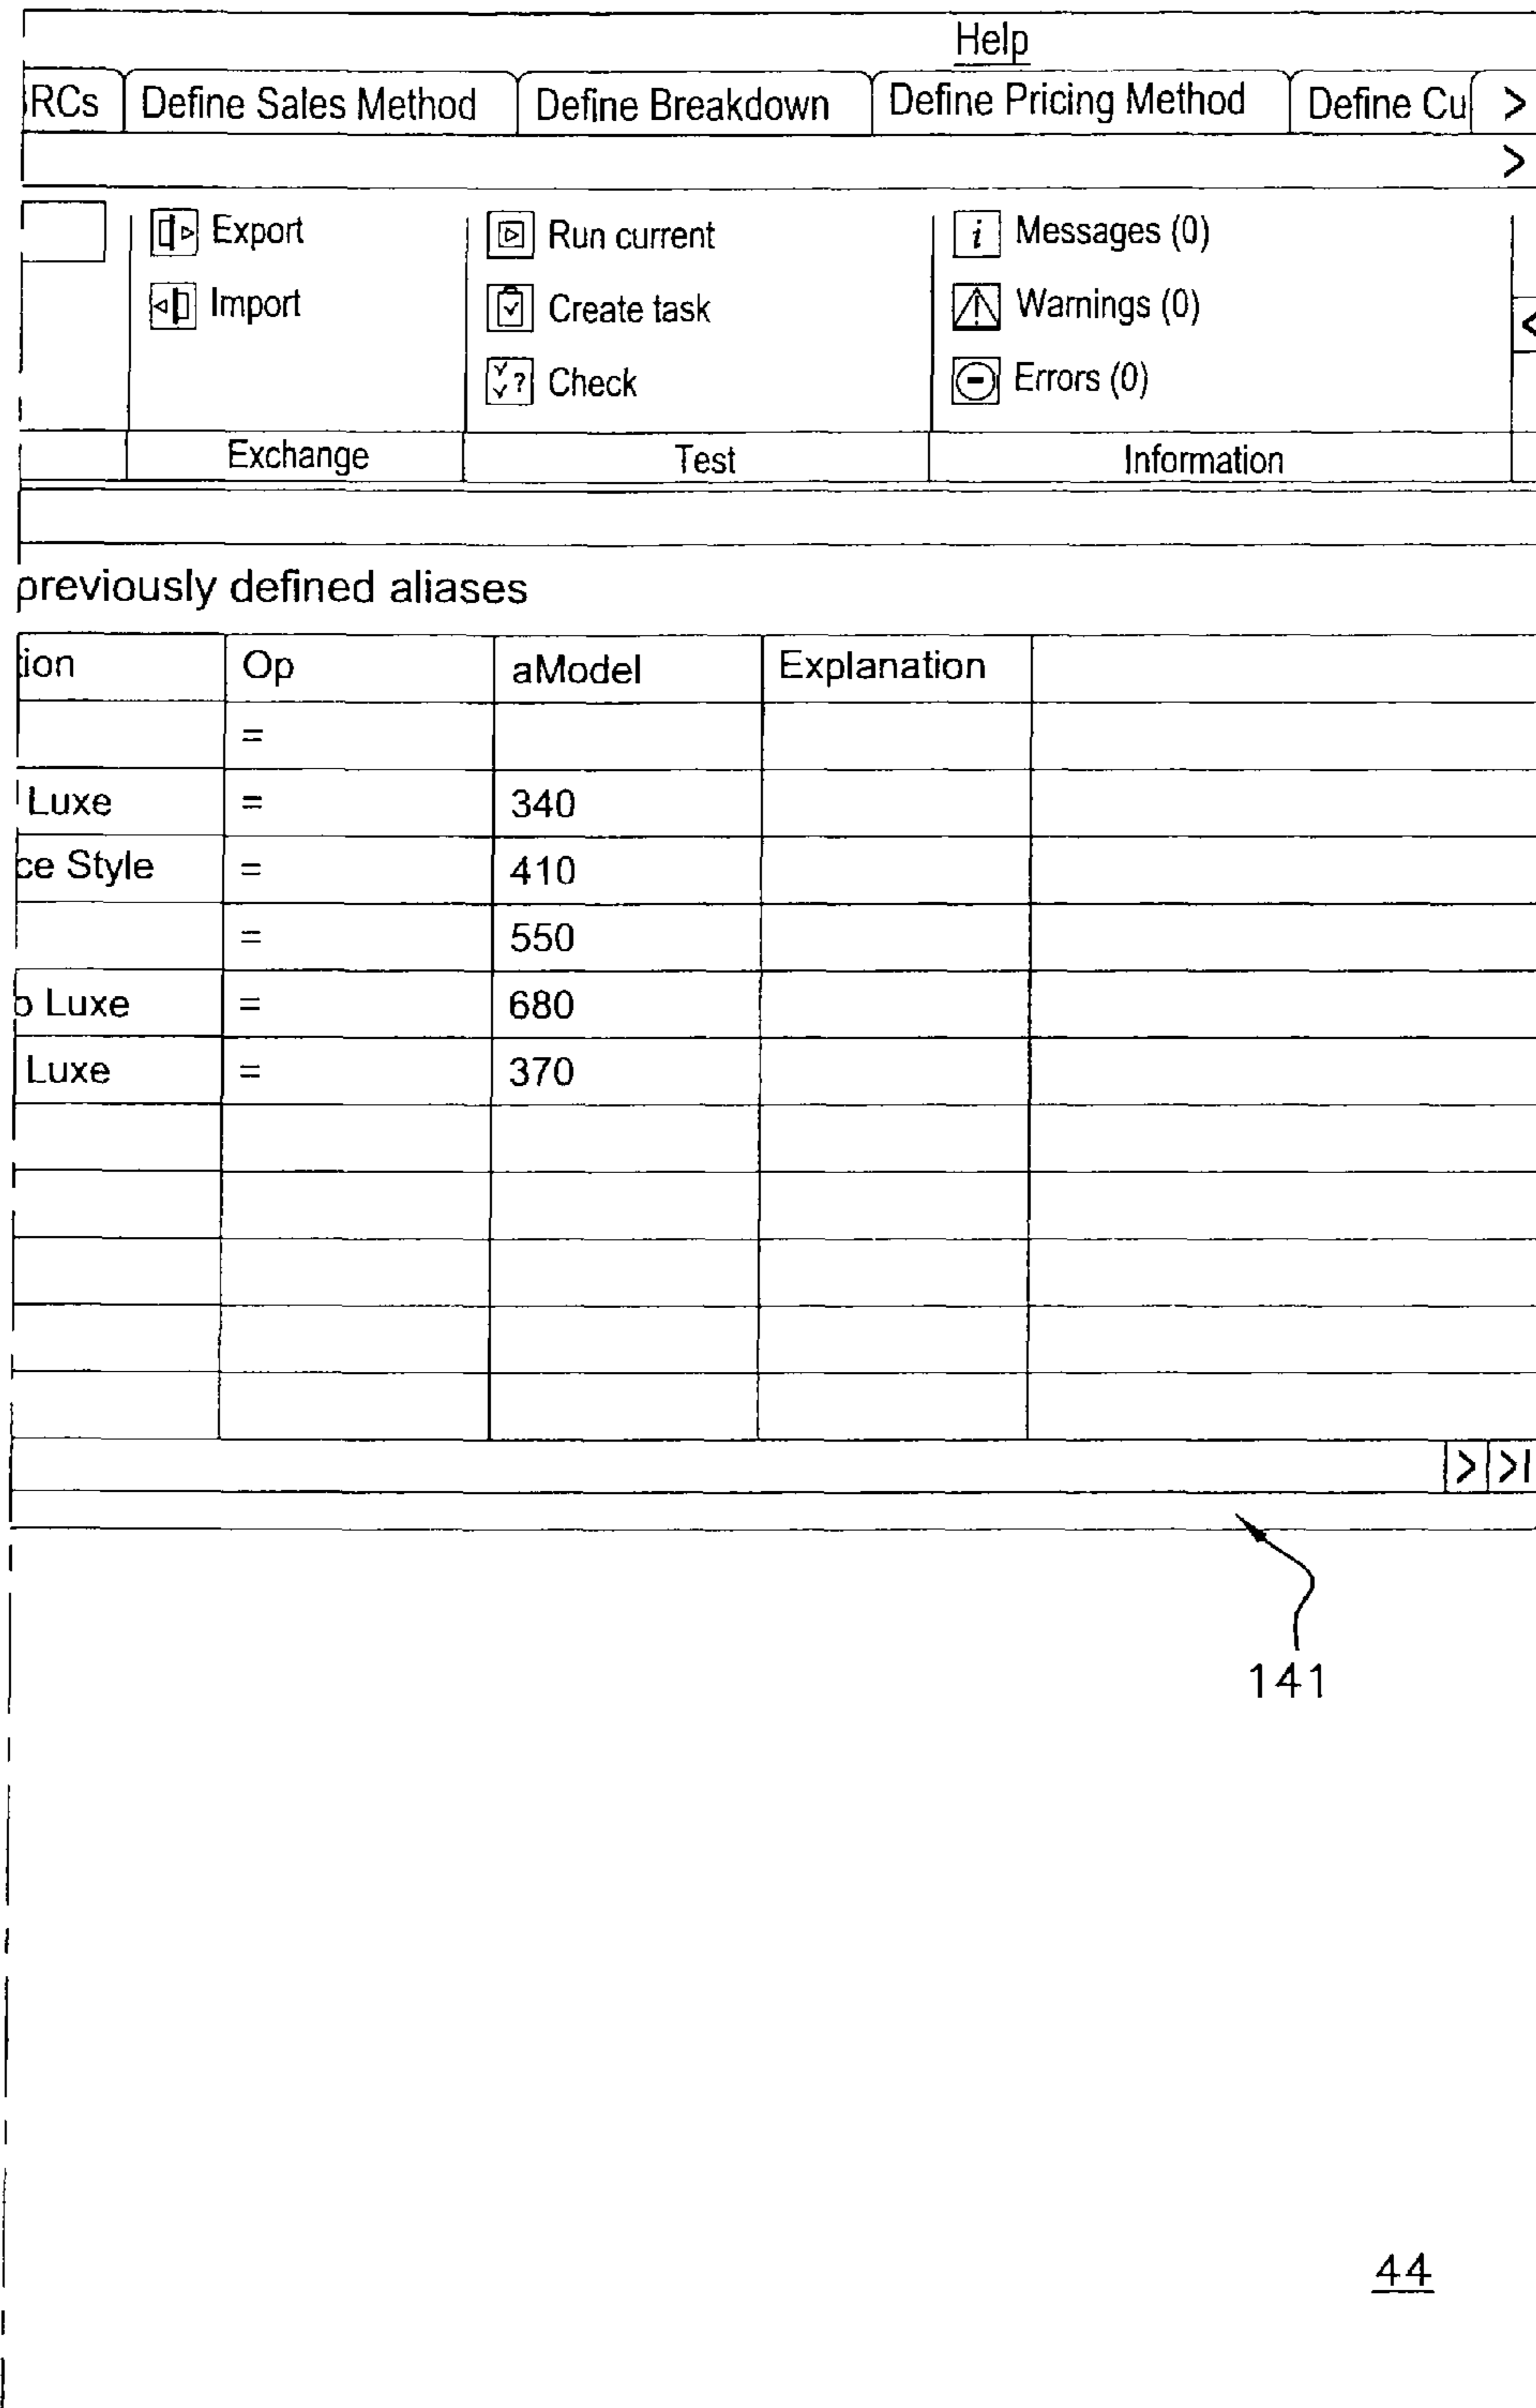 Help
RCs Define Sales Method Define Breakdown Define Pricing Method Define Cu >
>
Export Run current i Messages (0)
Import Create task Warnings (0)
<
? Check Errors (0)
Exchange Test Information
previously defined aliases
tion Op aModel Explanation
=
Luxe = 340
ce Style = 410
= 550
o Luxe = 680
Luxe = 370
> >|
141
44